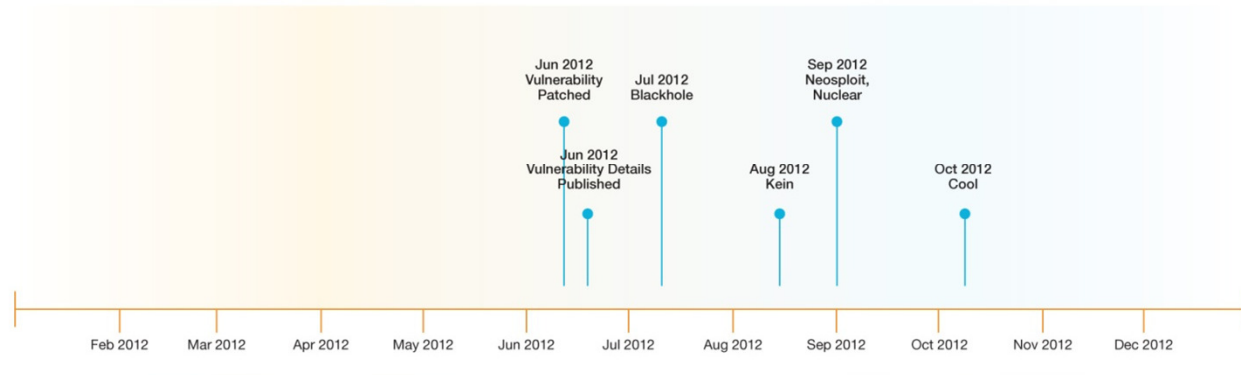 Jun 2012
Vulnerability
Patched
Jul 2012
Blackhole
Sep 2012
Neosploit,
Nuclear
Jun 2012
Vulnerability Details
Published
Aug 2012
Kein
Oct 2012
Cool
Feb 2012
Mar 2012
Apr 2012
May 2012
Jun 2012
Jul 2012
Aug 2012
Sep 2012
Oct 2012
Nov 2012
Dec 2012